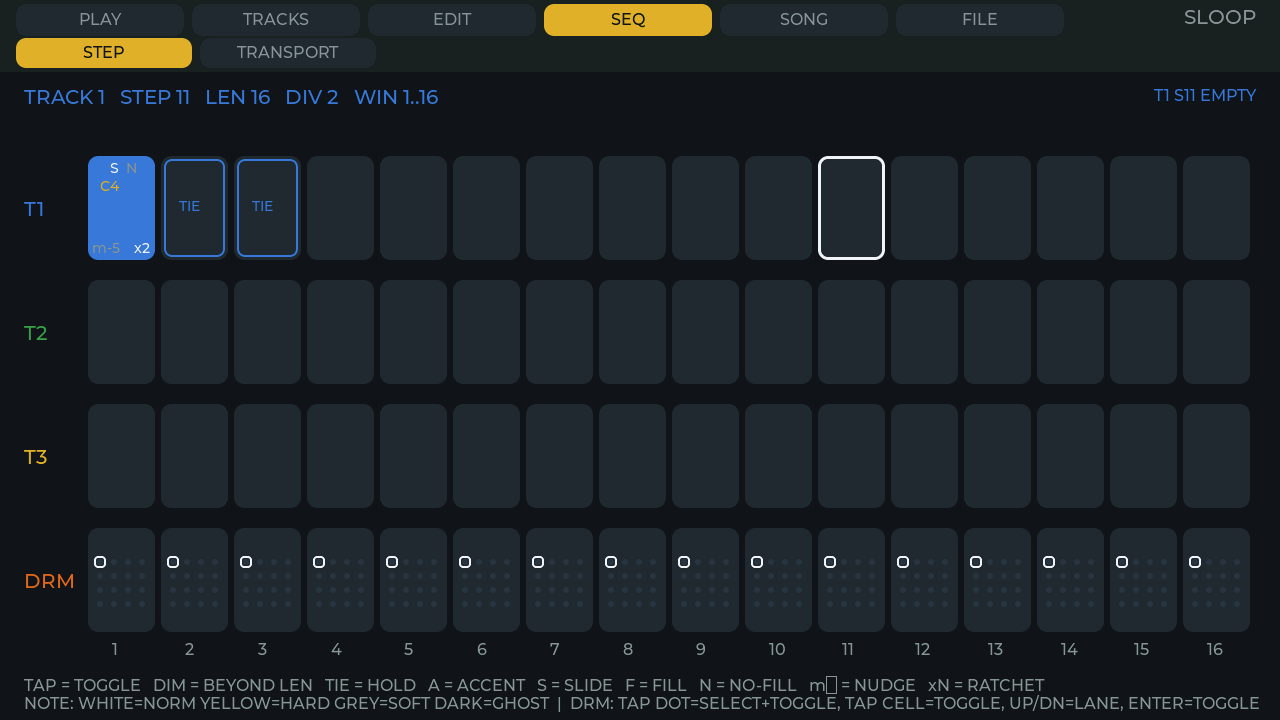 PLAY TRACKS EDIT SEQ SONG FILE SLOOP
STEP TRANSPORT
TRACK 1 STEP 11 LEN 16 DIV 2 WIN 1..16 T1 S11 EMPTY
S N
C4
T1 TIE TIE
m-5 x2
T2
T3
DRM
1 2 3 4 5 6 7 8 9 10 11 12 13 14 15 16
TAP = TOGGLE DIM = BEYOND LEN TIE = HOLD A = ACCENT S = SLIDE F = FILL N = NO-FILL m□ = NUDGE xN = RATCHET
NOTE: WHITE=NORM YELLOW=HARD GREY=SOFT DARK=GHOST | DRM: TAP DOT=SELECT+TOGGLE, TAP CELL=TOGGLE, UP/DN=LANE, ENTER=TOGGLE